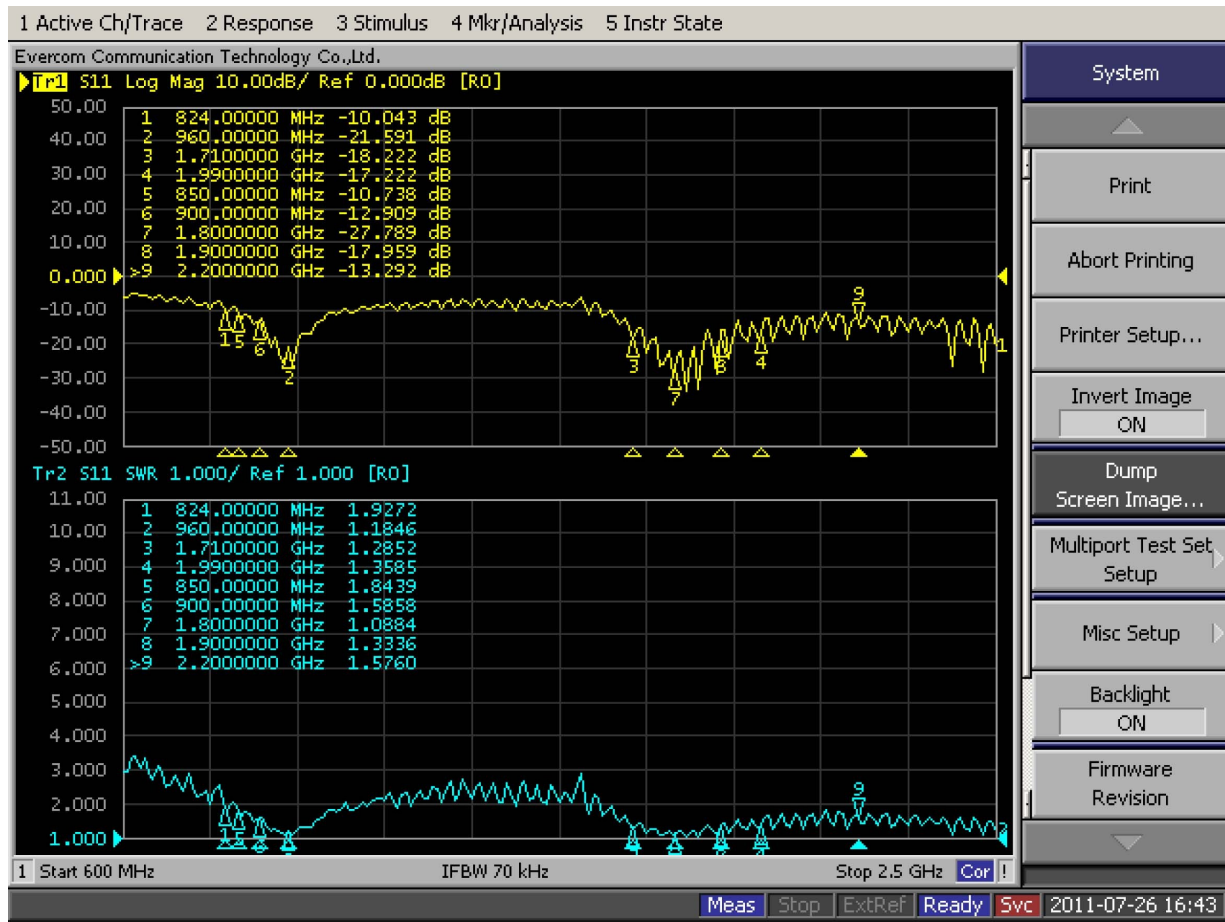 1 Active Ch/Trace 2 Response 3 Stimulus 4 Mkr/Analysis 5 Instr State
Evercom Communication Technology Co.,Ltd.
Tr1 S11 Log Mag 10.00dB/ Ref 0.000dB [RO]
50.00
40.00
30.00
20.00
10.00
0.000
-10.00
-20.00
-30.00
-40.00
-50.00
1 824.00000 MHz -10.043 dB
2 960.00000 MHz -21.591 dB
3 1.7100000 GHz -18.222 dB
4 1.9900000 GHz -17.222 dB
5 850.00000 MHz -10.738 dB
6 900.00000 MHz -12.909 dB
7 1.8000000 GHz -27.789 dB
8 1.9000000 GHz -17.959 dB
>9 2.2000000 GHz -13.292 dB
1 5 6 2 3 7 8 4 9 1
Tr2 S11 SWR 1.000/ Ref 1.000 [RO]
11.00
10.00
9.000
8.000
7.000
6.000
5.000
4.000
3.000
2.000
1.000
1 824.00000 MHz 1.9272
2 960.00000 MHz 1.1846
3 1.7100000 GHz 1.2852
4 1.9900000 GHz 1.3585
5 850.00000 MHz 1.8439
6 900.00000 MHz 1.5858
7 1.8000000 GHz 1.0884
8 1.9000000 GHz 1.3336
>9 2.2000000 GHz 1.5760
9 2
1 Start 600 MHz IFBW 70 kHz Stop 2.5 GHz Cor !
System
Print
Abort Printing
Printer Setup...
Invert Image
ON
Dump
Screen Image...
Multiport Test Set
Setup
Misc Setup
Backlight
ON
Firmware
Revision
Meas Stop ExtRef Ready Svc 2011-07-26 16:43